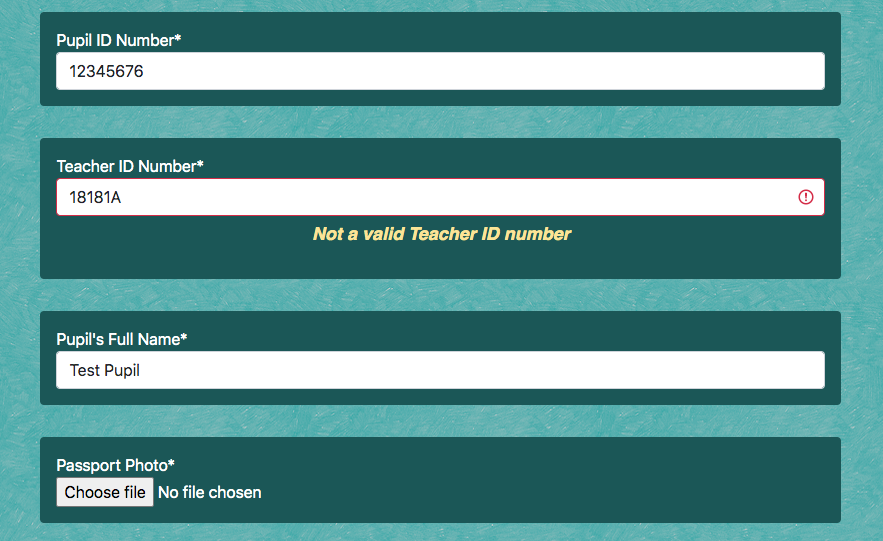 Pupil ID Number*
12345676
Teacher ID Number*
18181A
Not a valid Teacher ID number
Pupil's Full Name*
Test Pupil
Passport Photo*
Choose file No file chosen